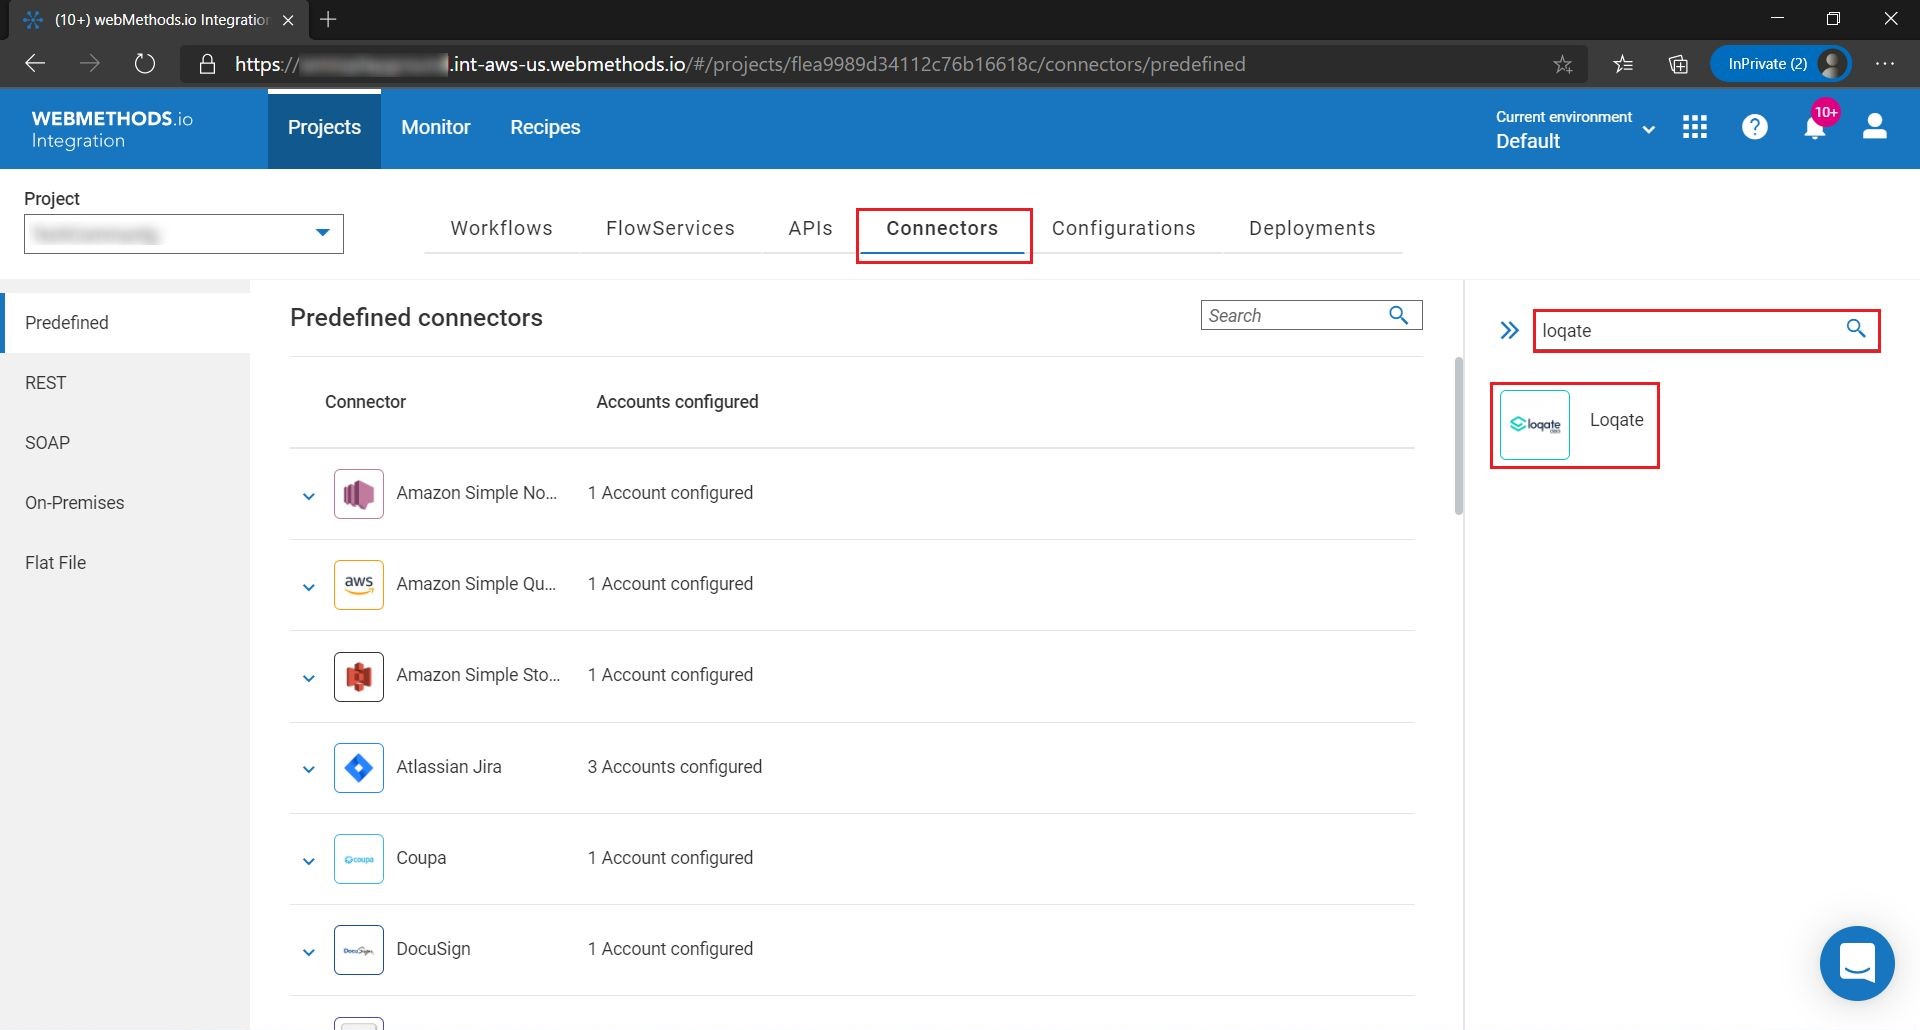 (10+) webMethods.io Integration
https://
.int-aws-us.webmethods.io/#/projects/flea9989d34112c76b16618c/connectors/predefined
InPrivate (2)
WEBMETHODS.io
Integration
Projects
Monitor
Recipes
Current environment
Default
10+
Project
Workflows
FlowServices
APIs
Connectors
Configurations
Deployments
Predefined
REST
SOAP
On-Premises
Flat File
Predefined connectors
Search
Connector
Accounts configured
Amazon Simple No...
1 Account configured
aws
Amazon Simple Qu...
1 Account configured
Amazon Simple Sto...
1 Account configured
Atlassian Jira
3 Accounts configured
coupa
Coupa
1 Account configured
DocuSign
DocuSign
1 Account configured
loqate
loqate
Loqate